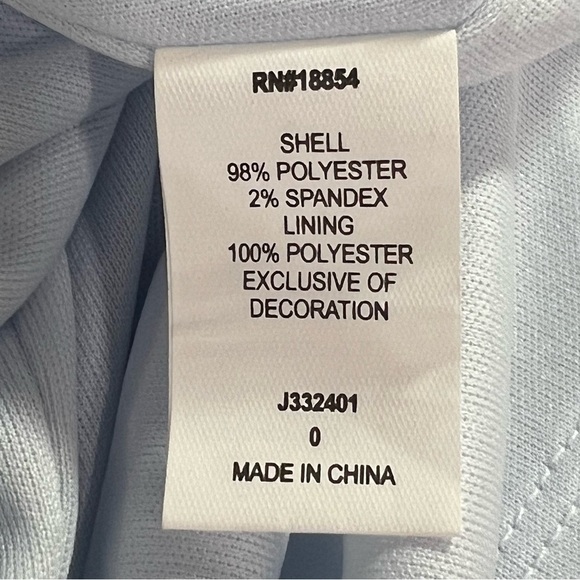 RN#18854
SHELL
98% POLYESTER
2% SPANDEX
LINING
100% POLYESTER
EXCLUSIVE OF
DECORATION
J332401
0
MADE IN CHINA